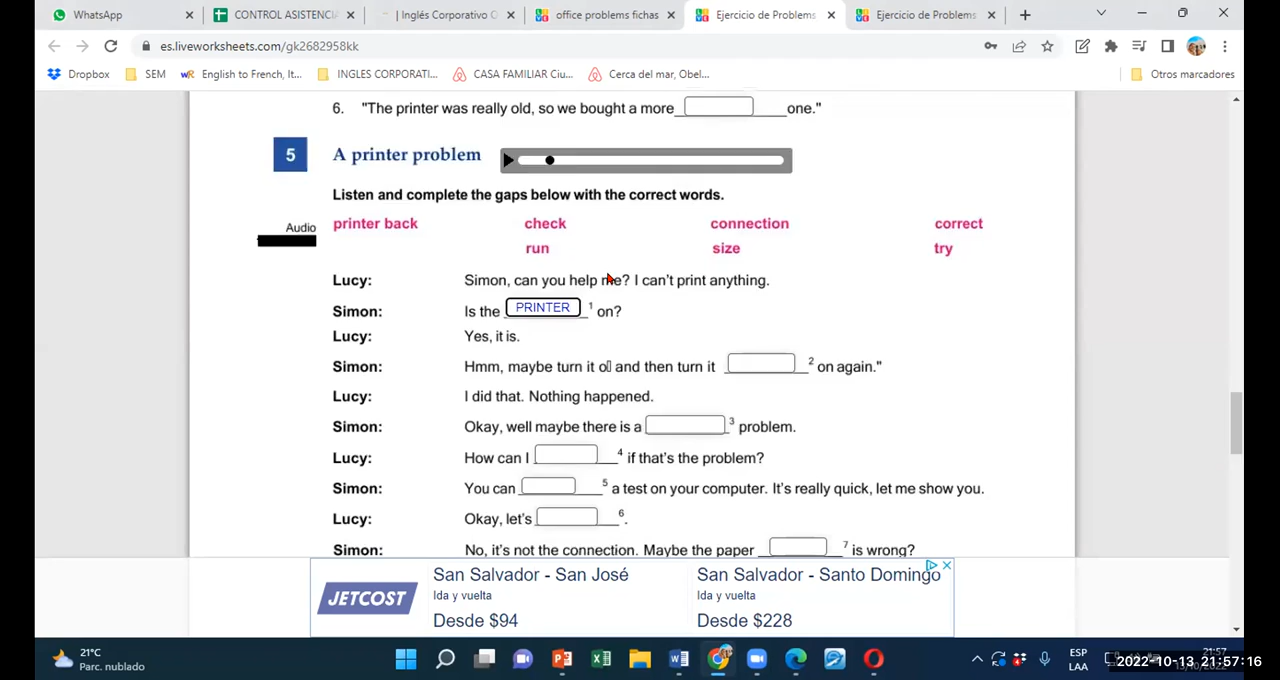 WhatsApp
CONTROL ASISTENCIA
| Inglés Corporativo O
office problems fichas
Ejercicio de Problems
Ejercicio de Problems
es.liveworksheets.com/gk2682958kk
Dropbox
SEM
English to French, It...
INGLES CORPORATI...
CASA FAMILIAR Ciu...
Cerca del mar, Obel...
Otros marcadores
6. "The printer was really old, so we bought a more ______ one."
5 A printer problem
Listen and complete the gaps below with the correct words.
Audio
printer back check connection correct
run size try
Lucy: Simon, can you help me? I can't print anything.
Simon: Is the PRINTER 1 on?
Lucy: Yes, it is.
Simon: Hmm, maybe turn it o▯ and then turn it ______ 2 on again."
Lucy: I did that. Nothing happened.
Simon: Okay, well maybe there is a ______ 3 problem.
Lucy: How can I ______ 4 if that's the problem?
Simon: You can ______ 5 a test on your computer. It's really quick, let me show you.
Lucy: Okay, let's ______ 6.
Simon: No, it's not the connection. Maybe the paper ______ 7 is wrong?
JETCOST
San Salvador - San José
Ida y vuelta
Desde $94
San Salvador - Santo Domingo
Ida y vuelta
Desde $228
21°C
Parc. nublado
ESP
LAA
21:57
2022-10-13 21:57:16